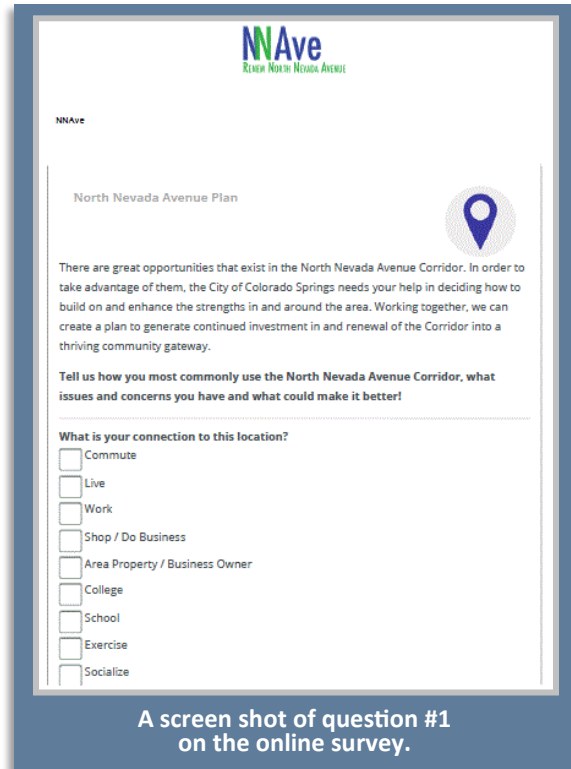 NNAve
RENEW NORTH NEVADA AVENUE
NNAve
North Nevada Avenue Plan
There are great opportunities that exist in the North Nevada Avenue Corridor. In order to
take advantage of them, the City of Colorado Springs needs your help in deciding how to
build on and enhance the strengths in and around the area. Working together, we can
create a plan to generate continued investment in and renewal of the Corridor into a
thriving community gateway.
Tell us how you most commonly use the North Nevada Avenue Corridor, what
issues and concerns you have and what could make it better!
What is your connection to this location?
Commute
Live
Work
Shop / Do Business
Area Property / Business Owner
College
School
Exercise
Socialize
A screen shot of question #1
on the online survey.